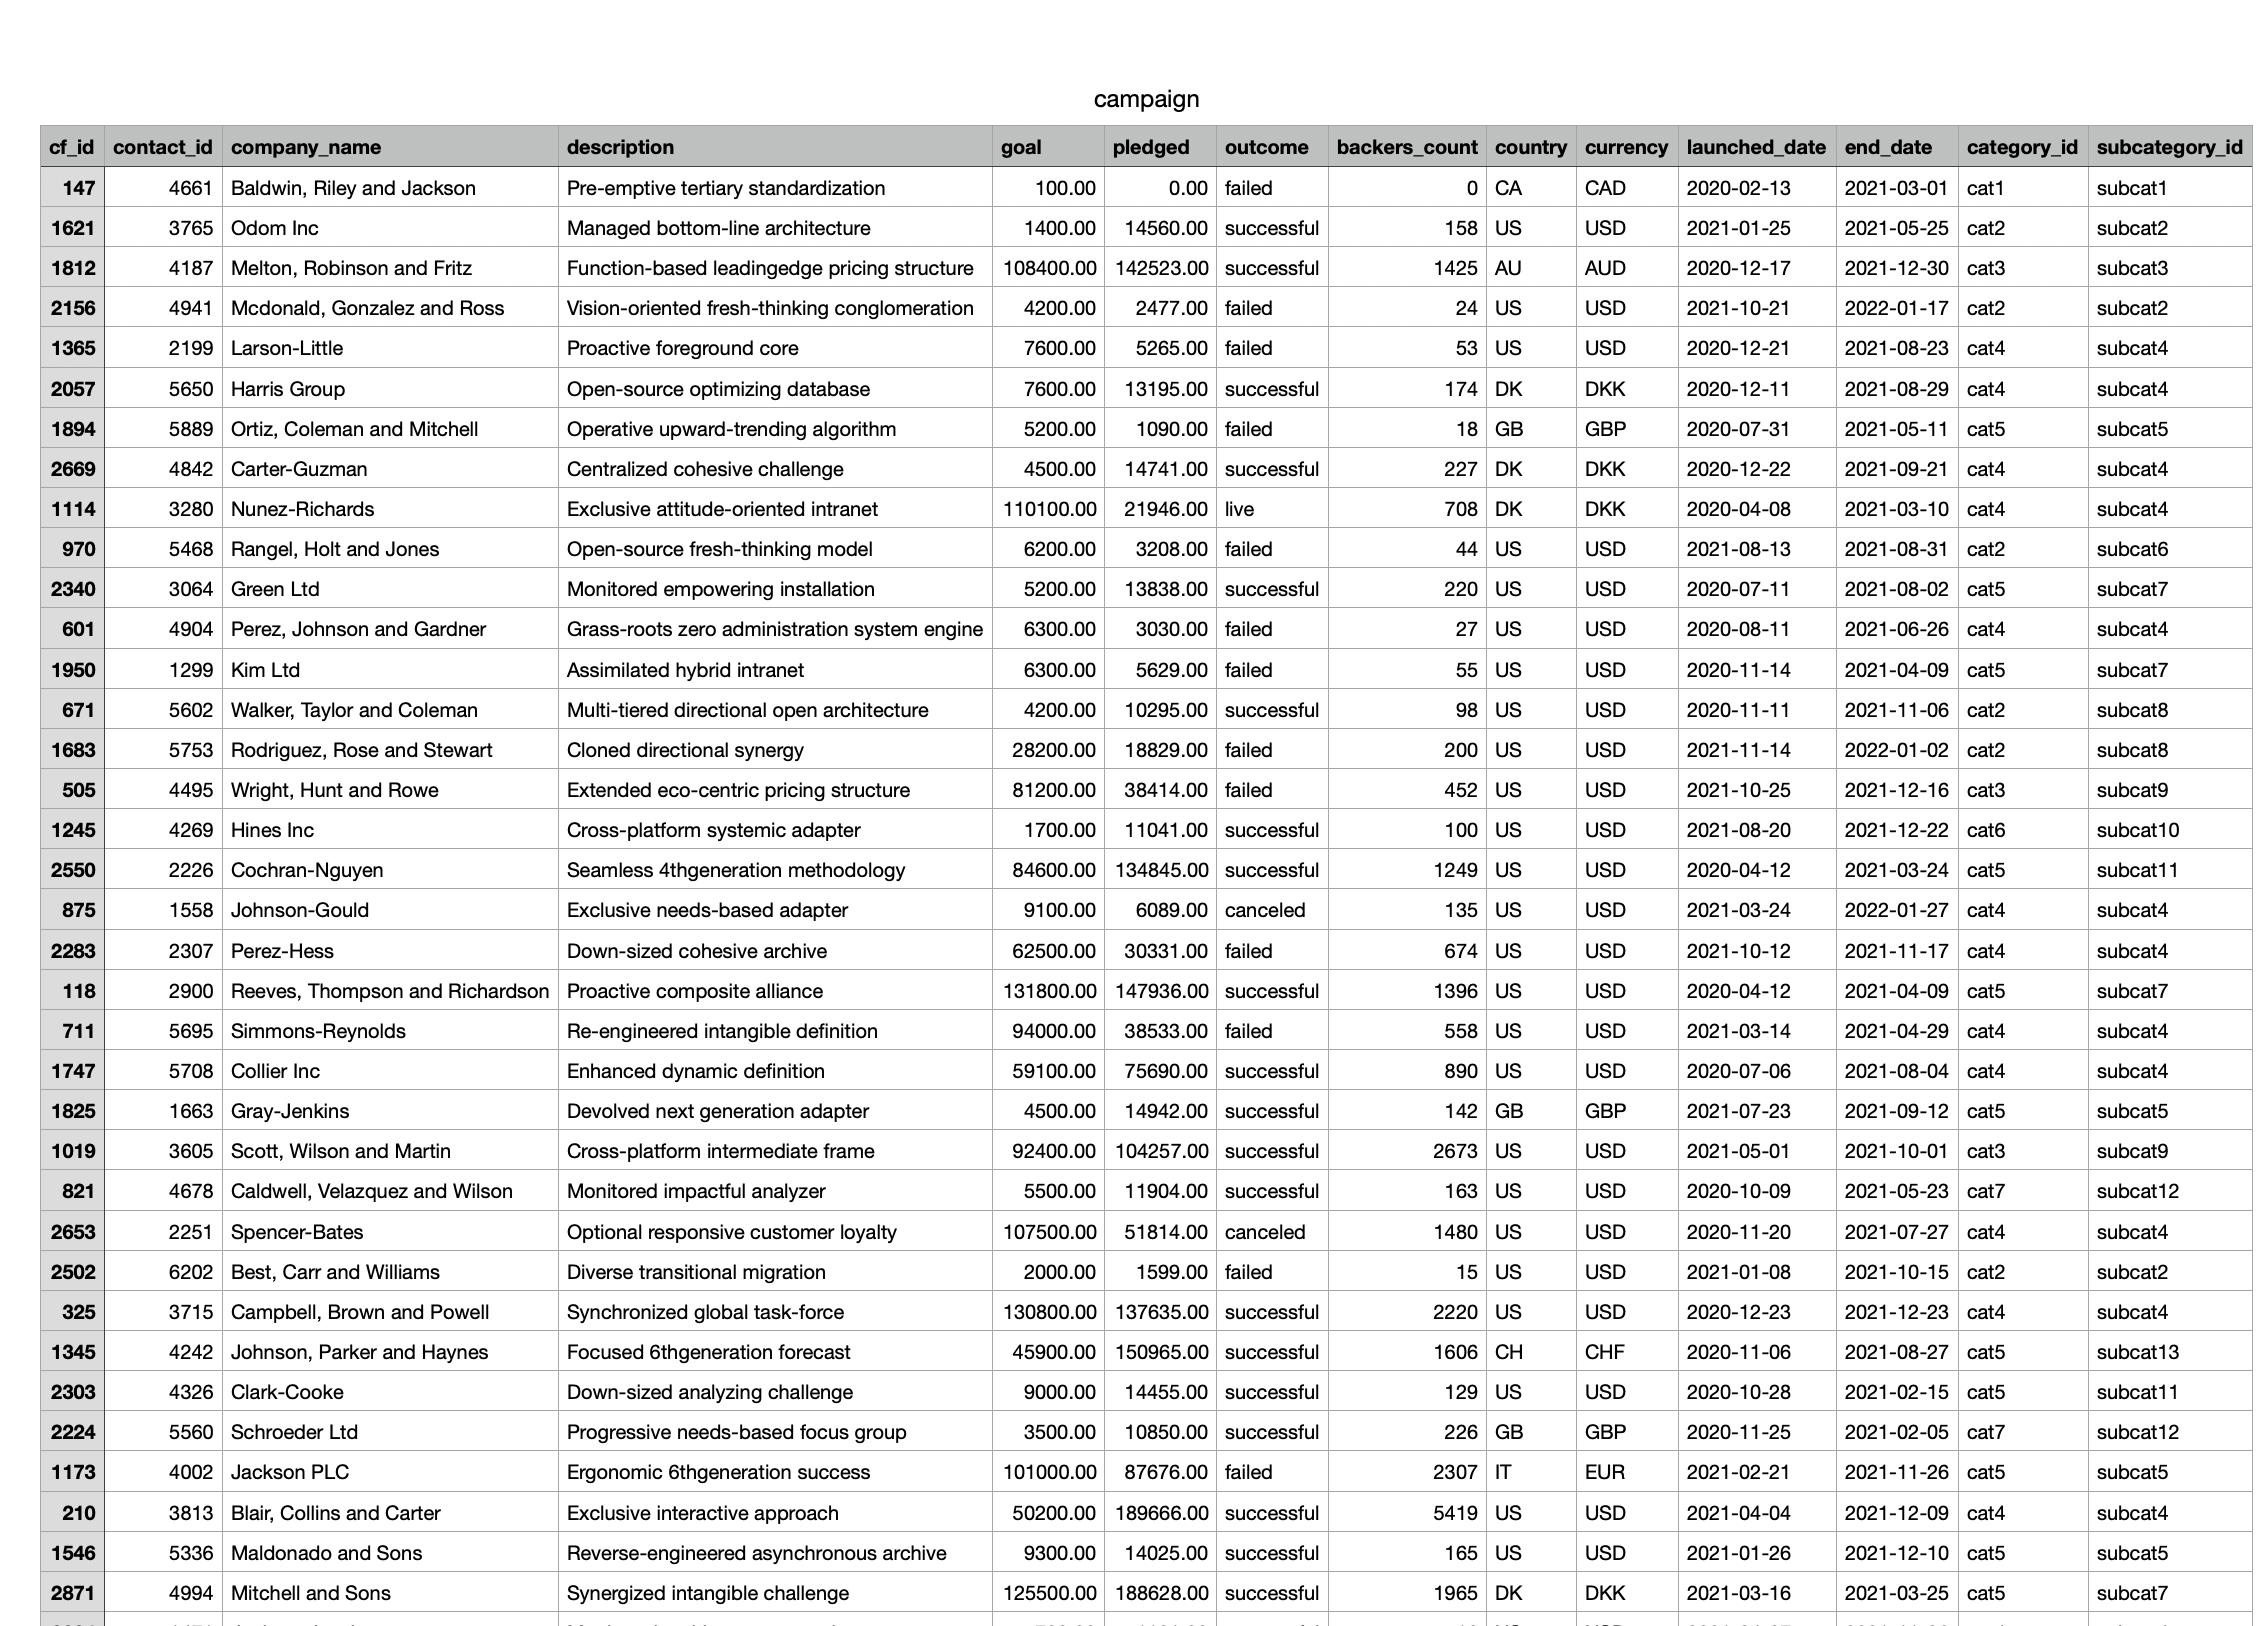 campaign
cf_id contact_id company_name description goal pledged outcome backers_count country currency launched_date end_date category_id subcategory_id
147 4661 Baldwin, Riley and Jackson Pre-emptive tertiary standardization 100.00 0.00 failed 0 CA CAD 2020-02-13 2021-03-01 cat1 subcat1
1621 3765 Odom Inc Managed bottom-line architecture 1400.00 14560.00 successful 158 US USD 2021-01-25 2021-05-25 cat2 subcat2
1812 4187 Melton, Robinson and Fritz Function-based leadingedge pricing structure 108400.00 142523.00 successful 1425 AU AUD 2020-12-17 2021-12-30 cat3 subcat3
2156 4941 Mcdonald, Gonzalez and Ross Vision-oriented fresh-thinking conglomeration 4200.00 2477.00 failed 24 US USD 2021-10-21 2022-01-17 cat2 subcat2
1365 2199 Larson-Little Proactive foreground core 7600.00 5265.00 failed 53 US USD 2020-12-21 2021-08-23 cat4 subcat4
2057 5650 Harris Group Open-source optimizing database 7600.00 13195.00 successful 174 DK DKK 2020-12-11 2021-08-29 cat4 subcat4
1894 5889 Ortiz, Coleman and Mitchell Operative upward-trending algorithm 5200.00 1090.00 failed 18 GB GBP 2020-07-31 2021-05-11 cat5 subcat5
2669 4842 Carter-Guzman Centralized cohesive challenge 4500.00 14741.00 successful 227 DK DKK 2020-12-22 2021-09-21 cat4 subcat4
1114 3280 Nunez-Richards Exclusive attitude-oriented intranet 110100.00 21946.00 live 708 DK DKK 2020-04-08 2021-03-10 cat4 subcat4
970 5468 Rangel, Holt and Jones Open-source fresh-thinking model 6200.00 3208.00 failed 44 US USD 2021-08-13 2021-08-31 cat2 subcat6
2340 3064 Green Ltd Monitored empowering installation 5200.00 13838.00 successful 220 US USD 2020-07-11 2021-08-02 cat5 subcat7
601 4904 Perez, Johnson and Gardner Grass-roots zero administration system engine 6300.00 3030.00 failed 27 US USD 2020-08-11 2021-06-26 cat4 subcat4
1950 1299 Kim Ltd Assimilated hybrid intranet 6300.00 5629.00 failed 55 US USD 2020-11-14 2021-04-09 cat5 subcat7
671 5602 Walker, Taylor and Coleman Multi-tiered directional open architecture 4200.00 10295.00 successful 98 US USD 2020-11-11 2021-11-06 cat2 subcat8
1683 5753 Rodriguez, Rose and Stewart Cloned directional synergy 28200.00 18829.00 failed 200 US USD 2021-11-14 2022-01-02 cat2 subcat8
505 4495 Wright, Hunt and Rowe Extended eco-centric pricing structure 81200.00 38414.00 failed 452 US USD 2021-10-25 2021-12-16 cat3 subcat9
1245 4269 Hines Inc Cross-platform systemic adapter 1700.00 11041.00 successful 100 US USD 2021-08-20 2021-12-22 cat6 subcat10
2550 2226 Cochran-Nguyen Seamless 4thgeneration methodology 84600.00 134845.00 successful 1249 US USD 2020-04-12 2021-03-24 cat5 subcat11
875 1558 Johnson-Gould Exclusive needs-based adapter 9100.00 6089.00 canceled 135 US USD 2021-03-24 2022-01-27 cat4 subcat4
2283 2307 Perez-Hess Down-sized cohesive archive 62500.00 30331.00 failed 674 US USD 2021-10-12 2021-11-17 cat4 subcat4
118 2900 Reeves, Thompson and Richardson Proactive composite alliance 131800.00 147936.00 successful 1396 US USD 2020-04-12 2021-04-09 cat5 subcat7
711 5695 Simmons-Reynolds Re-engineered intangible definition 94000.00 38533.00 failed 558 US USD 2021-03-14 2021-04-29 cat4 subcat4
1747 5708 Collier Inc Enhanced dynamic definition 59100.00 75690.00 successful 890 US USD 2020-07-06 2021-08-04 cat4 subcat4
1825 1663 Gray-Jenkins Devolved next generation adapter 4500.00 14942.00 successful 142 GB GBP 2021-07-23 2021-09-12 cat5 subcat5
1019 3605 Scott, Wilson and Martin Cross-platform intermediate frame 92400.00 104257.00 successful 2673 US USD 2021-05-01 2021-10-01 cat3 subcat9
821 4678 Caldwell, Velazquez and Wilson Monitored impactful analyzer 5500.00 11904.00 successful 163 US USD 2020-10-09 2021-05-23 cat7 subcat12
2653 2251 Spencer-Bates Optional responsive customer loyalty 107500.00 51814.00 canceled 1480 US USD 2020-11-20 2021-07-27 cat4 subcat4
2502 6202 Best, Carr and Williams Diverse transitional migration 2000.00 1599.00 failed 15 US USD 2021-01-08 2021-10-15 cat2 subcat2
325 3715 Campbell, Brown and Powell Synchronized global task-force 130800.00 137635.00 successful 2220 US USD 2020-12-23 2021-12-23 cat4 subcat4
1345 4242 Johnson, Parker and Haynes Focused 6thgeneration forecast 45900.00 150965.00 successful 1606 CH CHF 2020-11-06 2021-08-27 cat5 subcat13
2303 4326 Clark-Cooke Down-sized analyzing challenge 9000.00 14455.00 successful 129 US USD 2020-10-28 2021-02-15 cat5 subcat11
2224 5560 Schroeder Ltd Progressive needs-based focus group 3500.00 10850.00 successful 226 GB GBP 2020-11-25 2021-02-05 cat7 subcat12
1173 4002 Jackson PLC Ergonomic 6thgeneration success 101000.00 87676.00 failed 2307 IT EUR 2021-02-21 2021-11-26 cat5 subcat5
210 3813 Blair, Collins and Carter Exclusive interactive approach 50200.00 189666.00 successful 5419 US USD 2021-04-04 2021-12-09 cat4 subcat4
1546 5336 Maldonado and Sons Reverse-engineered asynchronous archive 9300.00 14025.00 successful 165 US USD 2021-01-26 2021-12-10 cat5 subcat5
2871 4994 Mitchell and Sons Synergized intangible challenge 125500.00 188628.00 successful 1965 DK DKK 2021-03-16 2021-03-25 cat5 subcat7